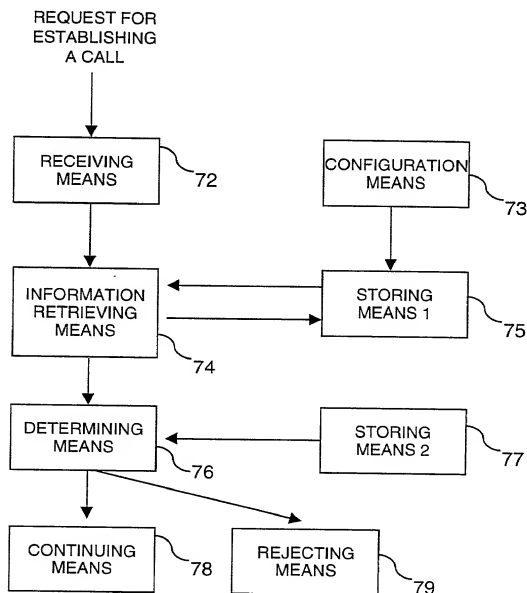 REQUEST FOR
ESTABLISHING
A CALL
RECEIVING
MEANS
72
CONFIGURATION
MEANS
73
INFORMATION
RETRIEVING
MEANS
74
STORING
MEANS 1
75
DETERMINING
MEANS
76
STORING
MEANS 2
77
CONTINUING
MEANS
78
REJECTING
MEANS
79